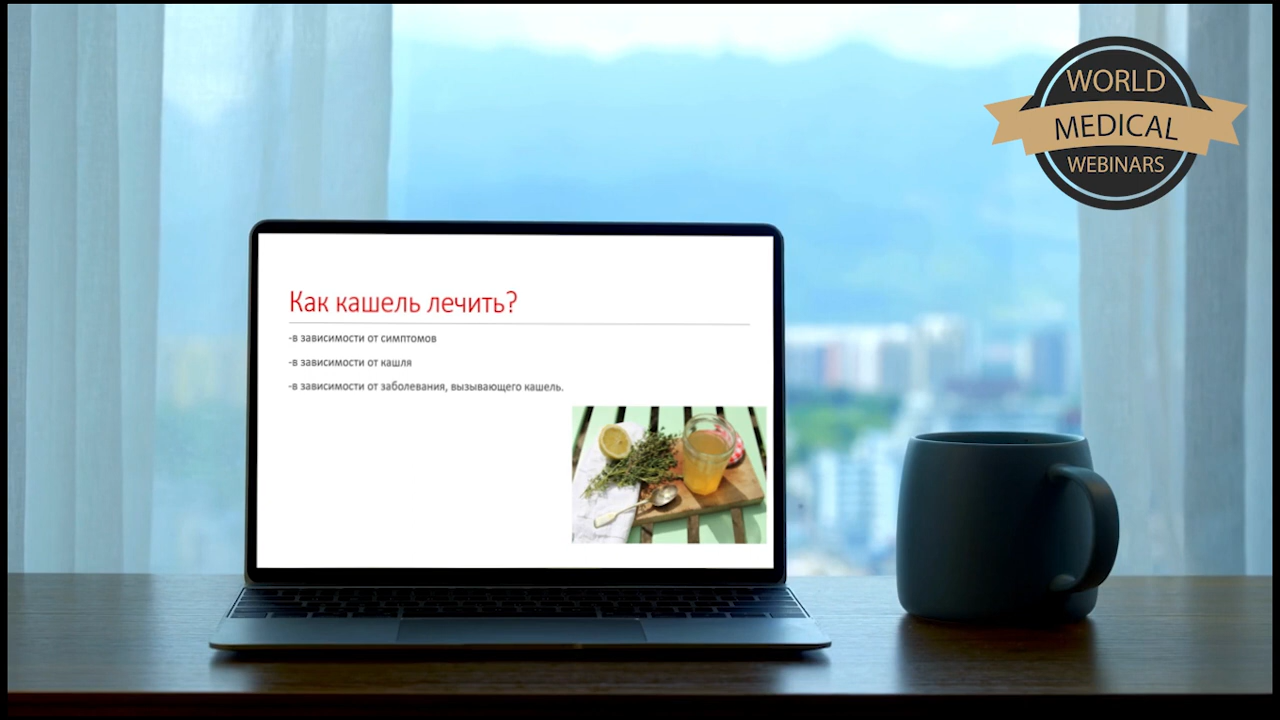 WORLD
MEDICAL
WEBINARS
Как кашель лечить?
-в зависимости от симптомов
-в зависимости от кашля
-в зависимости от заболевания, вызывающего кашель.